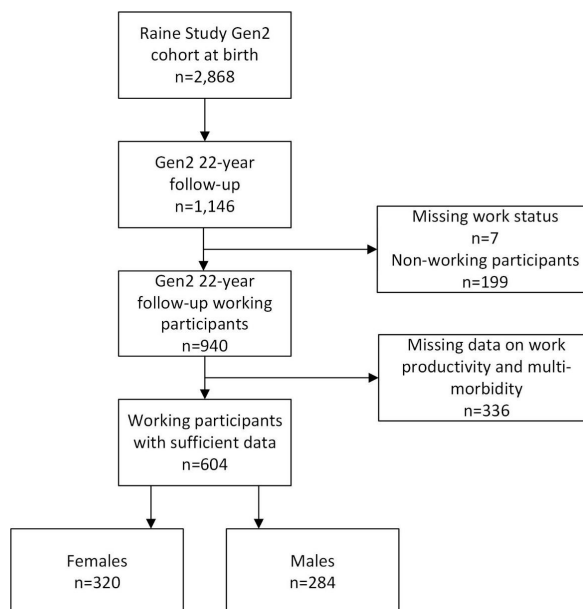 Raine Study Gen2
cohort at birth
n=2,868
Gen2 22-year
follow-up
n=1,146
Missing work status
n=7
Non-working participants
n=199
Gen2 22-year
follow-up working
participants
n=940
Missing data on work
productivity and multi-
morbidity
n=336
Working participants
with sufficient data
n=604
Females
n=320
Males
n=284